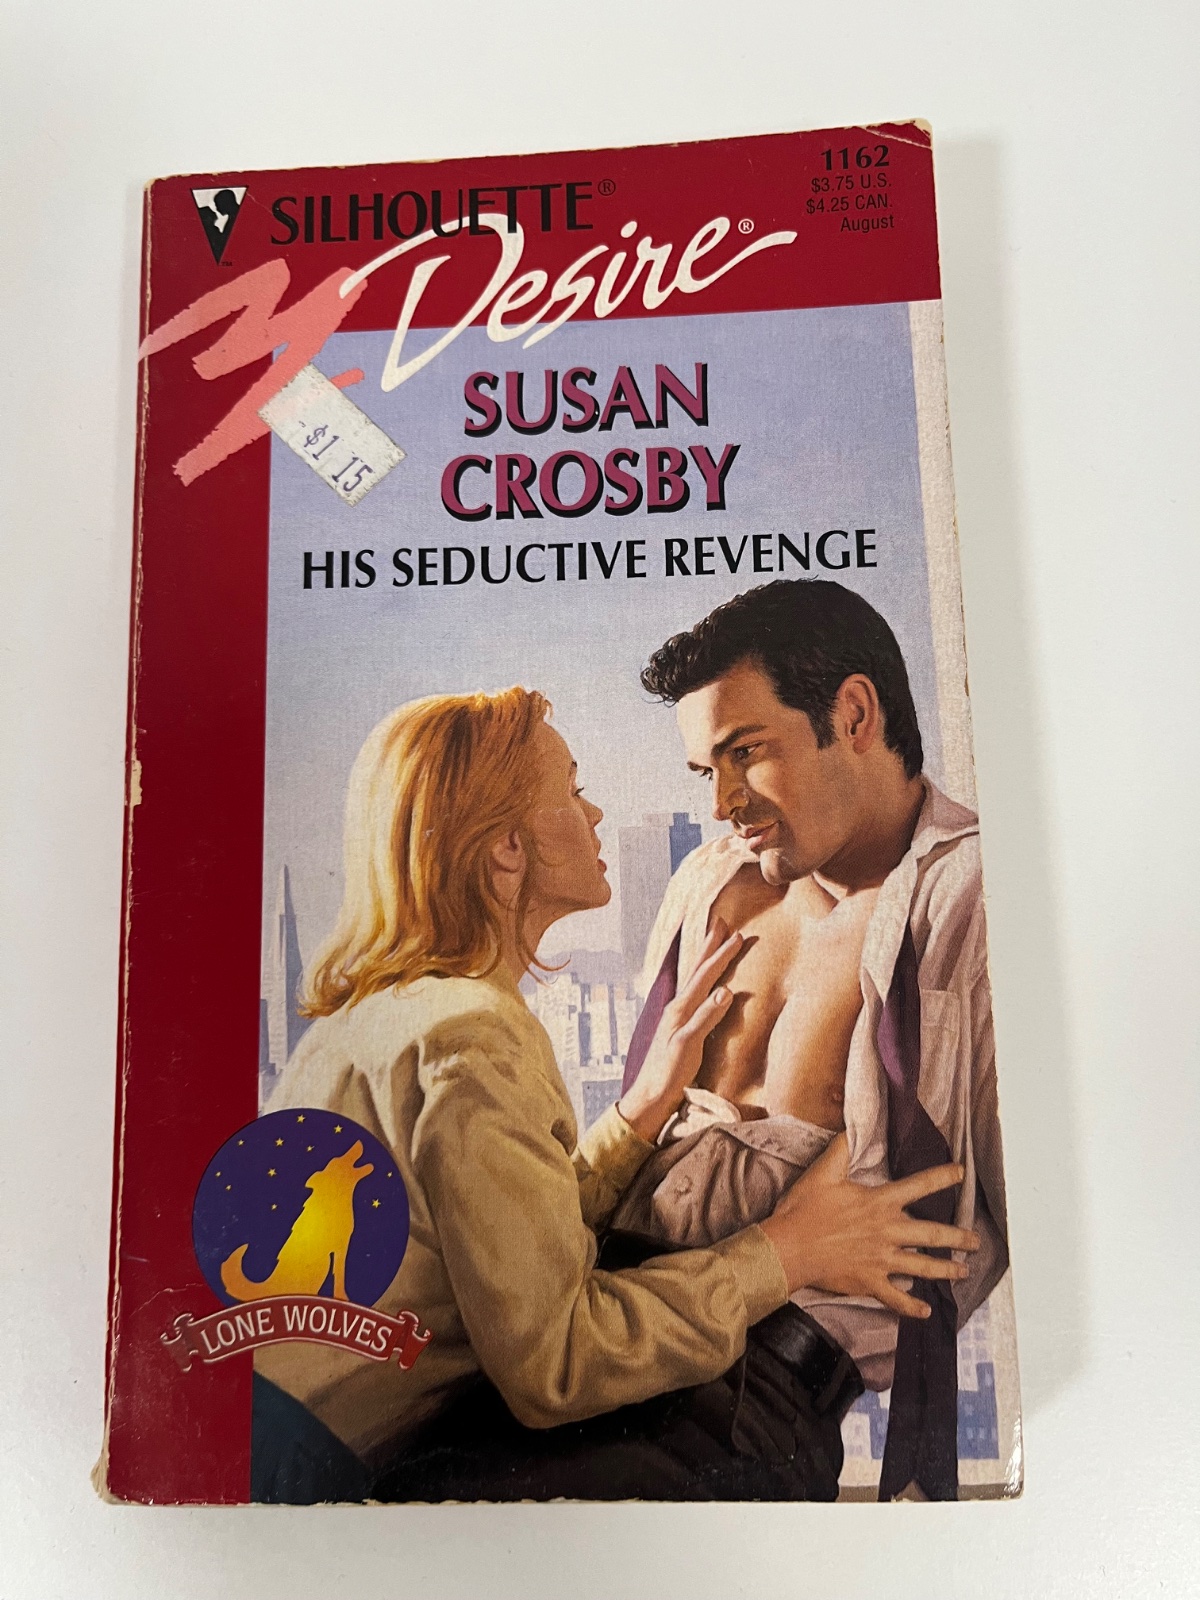 SILHOUETTE®
Desire®
1162
$3.75 U.S.
$4.25 CAN.
August
$1 15
SUSAN
CROSBY
HIS SEDUCTIVE REVENGE
LONE WOLVES